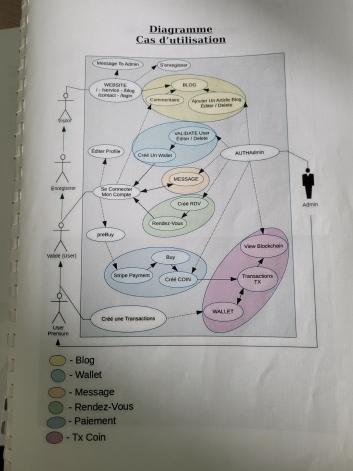 Diagramme
Cas d'utilisation
Message To Admin
S'enregistrer
WEBSITE
/ - /service - /blog
/contact - /login
BLOG
Commentaire
Ajouter Un Article Blog
Editer / Delete
Visitor
VALIDATE User
Editer / Delete
Editer Profile
Créé Un Wallet
AUTHAdmin
Enregistrer
MESSAGE
Se Connecter
Mon Compte
Admin
Créé RDV
Rendez-Vous
preBuy
Validé (User)
View Blockchain
Buy
Stripe Payment
Créé COIN
Transactions
TX
WALLET
Créé une Transactions
User
Premium
- Blog
- Wallet
- Message
- Rendez-Vous
- Paiement
- Tx Coin